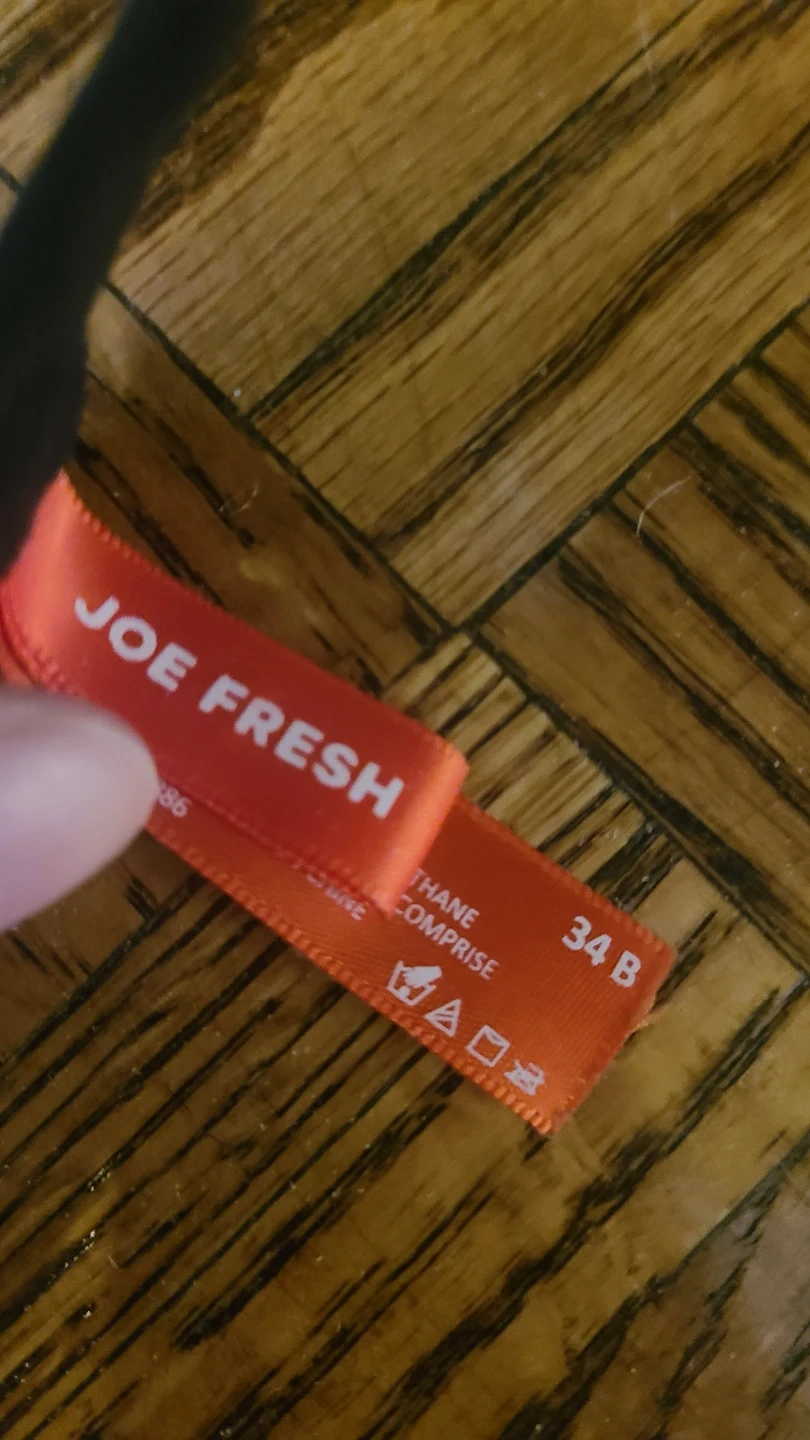 JOE FRESH
34 B
THANE
COMPRISE